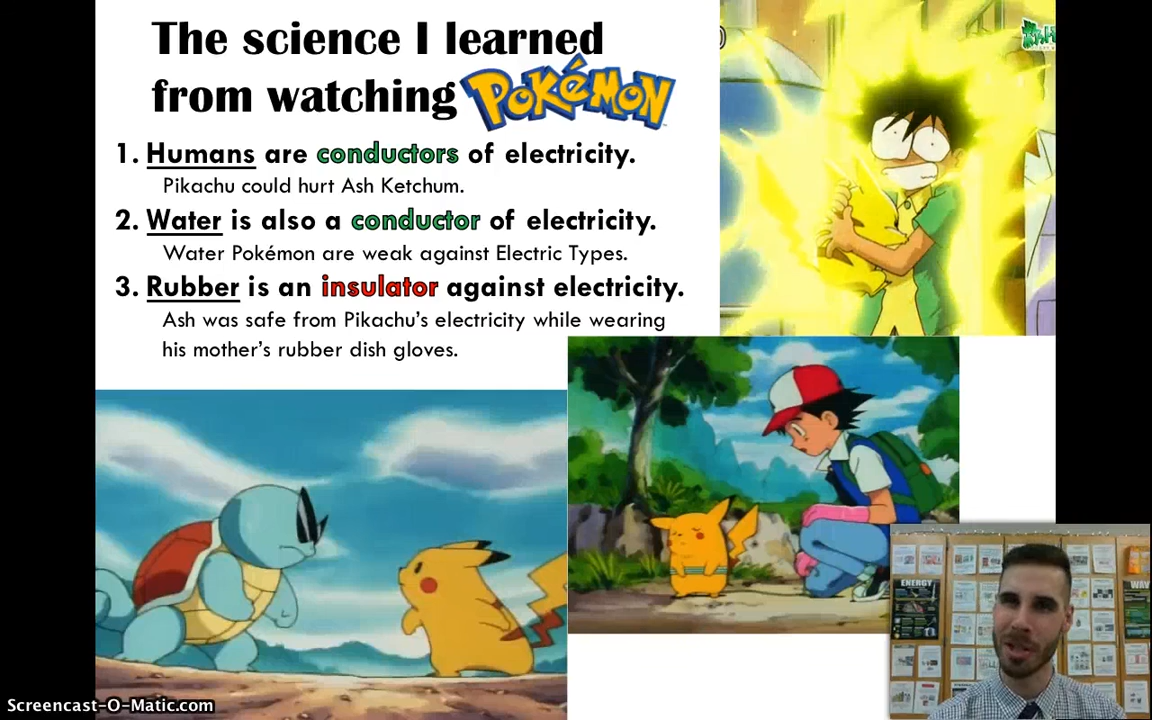 The science I learned
from watching POKéMON
1. Humans are conductors of electricity.
Pikachu could hurt Ash Ketchum.
2. Water is also a conductor of electricity.
Water Pokémon are weak against Electric Types.
3. Rubber is an insulator against electricity.
Ash was safe from Pikachu's electricity while wearing
his mother's rubber dish gloves.
ENERGY
WAV
Screencast-O-Matic.com